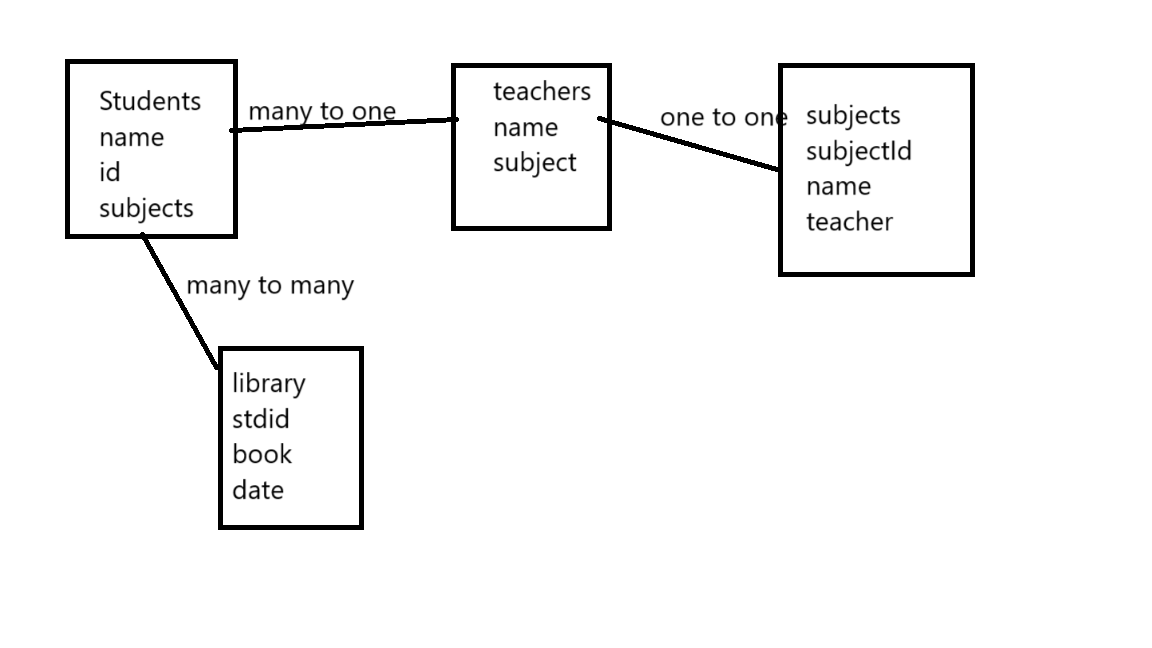 Students
name
id
subjects
many to one
teachers
name
subject
one to one
subjects
subjectId
name
teacher
many to many
library
stdid
book
date